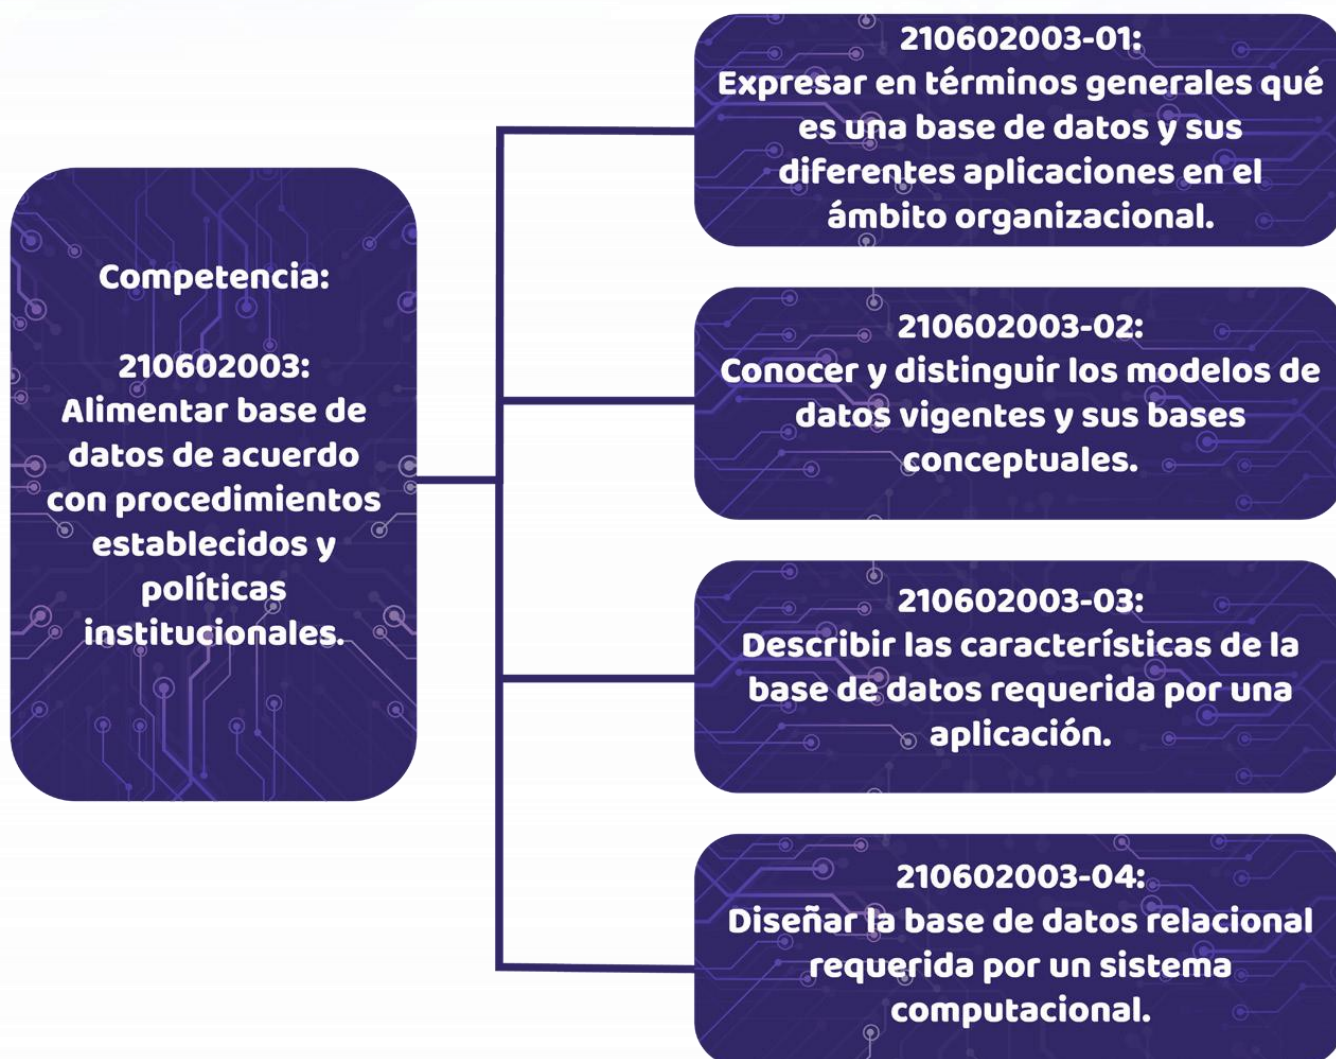 Competencia:
210602003:
Alimentar base de
datos de acuerdo
con procedimientos
establecidos y
políticas
institucionales.
210602003-01:
Expresar en términos generales qué
es una base de datos y sus
diferentes aplicaciones en el
ámbito organizacional.
210602003-02:
Conocer y distinguir los modelos de
datos vigentes y sus bases
conceptuales.
210602003-03:
Describir las características de la
base de datos requerida por una
aplicación.
210602003-04:
Diseñar la base de datos relacional
requerida por un sistema
computacional.